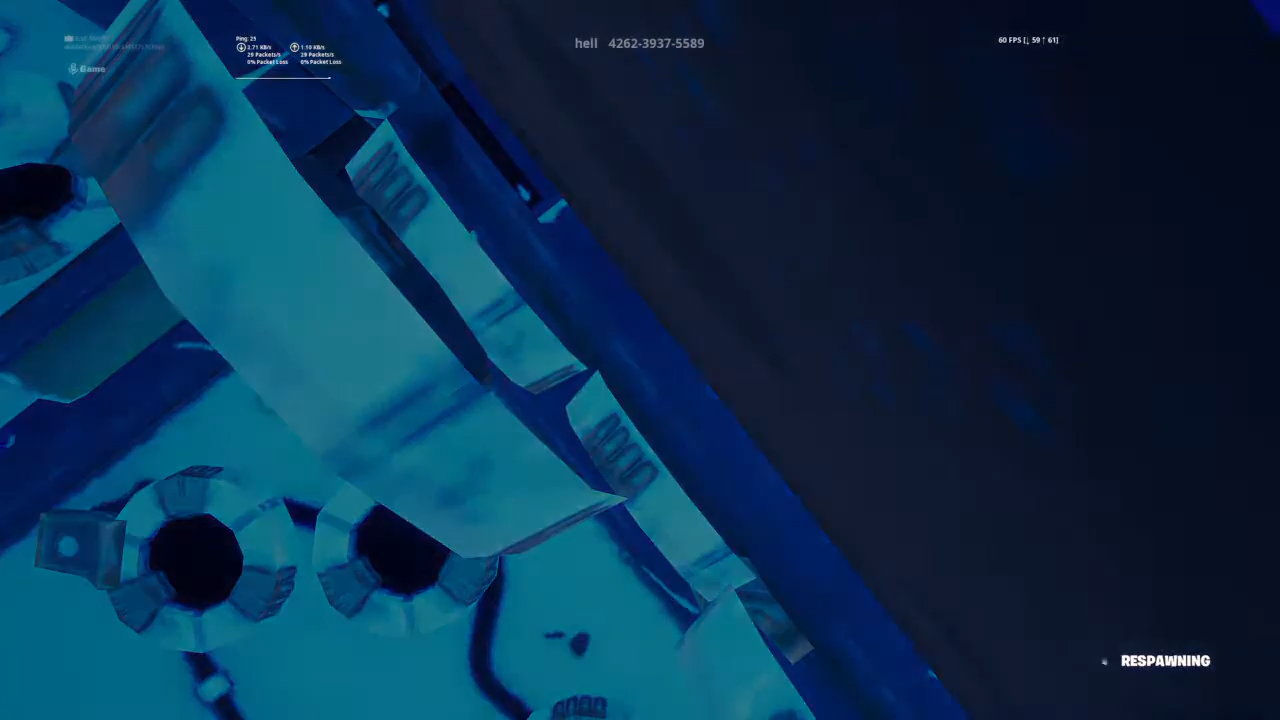 Ping: 25
2.71 KB/s 1.19 KB/s
29 Packets/s 29 Packets/s
0% Packet Loss 0% Packet Loss
hell 4262-3937-5589
60 FPS [↓ 59 ↑ 61]
Game
RESPAWNING